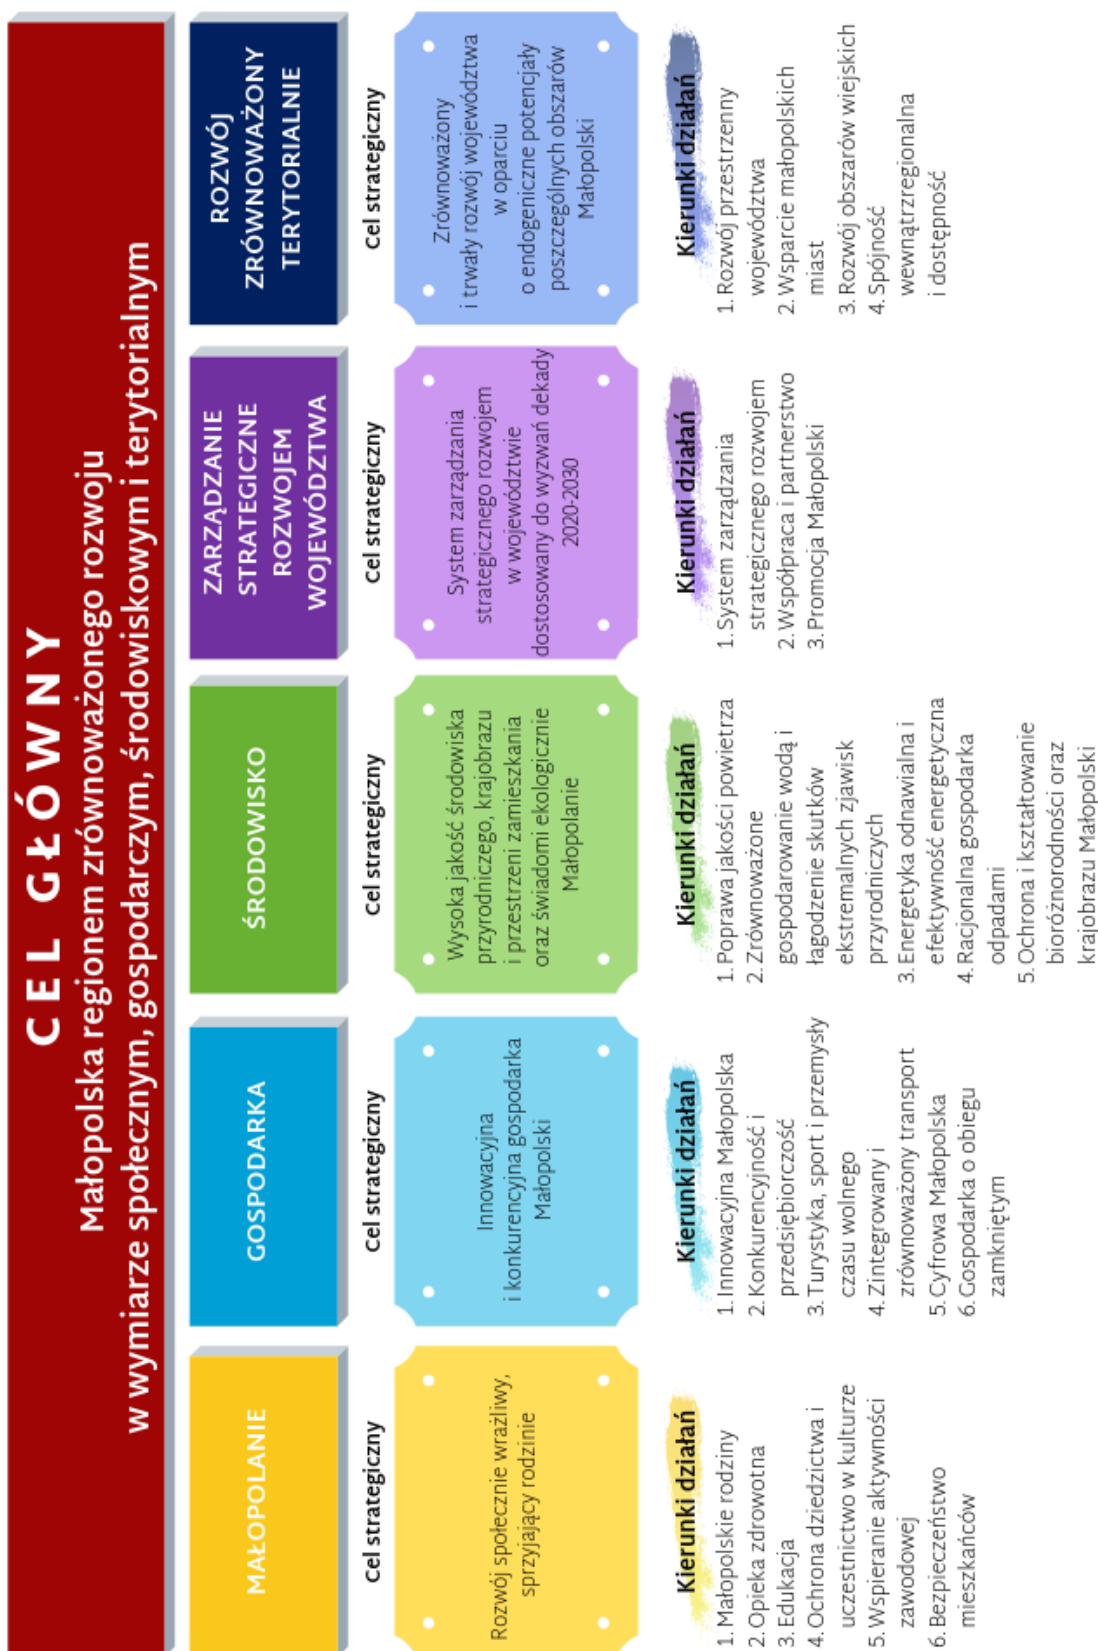 CEL GŁÓWNY
Małopolska regionem zrównoważonego rozwoju
w wymiarze społecznym, gospodarczym, środowiskowym i terytorialnym
MAŁOPOLANIE
Cel strategiczny
Rozwój społecznie wrażliwy,
sprzyjający rodzinie
Kierunki działań
1. Małopolskie rodziny
2. Opieka zdrowotna
3. Edukacja
4. Ochrona dziedzictwa i
uczestnictwo w kulturze
5. Wspieranie aktywności
zawodowej
6. Bezpieczeństwo
mieszkańców
GOSPODARKA
Cel strategiczny
Innowacyjna
i konkurencyjna gospodarka
Małopolski
Kierunki działań
1. Innowacyjna Małopolska
2. Konkurencyjność i
przedsiębiorczość
3. Turystyka, sport i przemysły
czasu wolnego
4. Zintegrowany i
zrównoważony transport
5. Cyfrowa Małopolska
6. Gospodarka o obiegu
zamkniętym
ŚRODOWISKO
Cel strategiczny
Wysoka jakość środowiska
przyrodniczego, krajobrazu
i przestrzeni zamieszkania
oraz świadomi ekologicznie
Małopolanie
Kierunki działań
1. Poprawa jakości powietrza
2. Zrównoważone
gospodarowanie wodą i
łagodzenie skutków
ekstremalnych zjawisk
przyrodniczych
3. Energetyka odnawialna i
efektywność energetyczna
4. Racjonalna gospodarka
odpadami
5. Ochrona i kształtowanie
bioróżnorodności oraz
krajobrazu Małopolski
ZARZĄDZANIE
STRATEGICZNE
ROZWOJEM
WOJEWÓDZTWA
Cel strategiczny
System zarządzania
strategicznego rozwojem
w województwie
dostosowany do wyzwań dekady
2020-2030
Kierunki działań
1. System zarządzania
strategicznego rozwojem
2. Współpraca i partnerstwo
3. Promocja Małopolski
ROZWÓJ
ZRÓWNOWAŻONY
TERYTORIALNIE
Cel strategiczny
Zrównoważony
i trwały rozwój województwa
w oparciu
o endogeniczne potencjały
poszczególnych obszarów
Małopolski
Kierunki działań
1. Rozwój przestrzenny
województwa
2. Wsparcie małopolskich
miast
3. Rozwój obszarów wiejskich
4. Spójność
wewnątrzregionalna
i dostępność